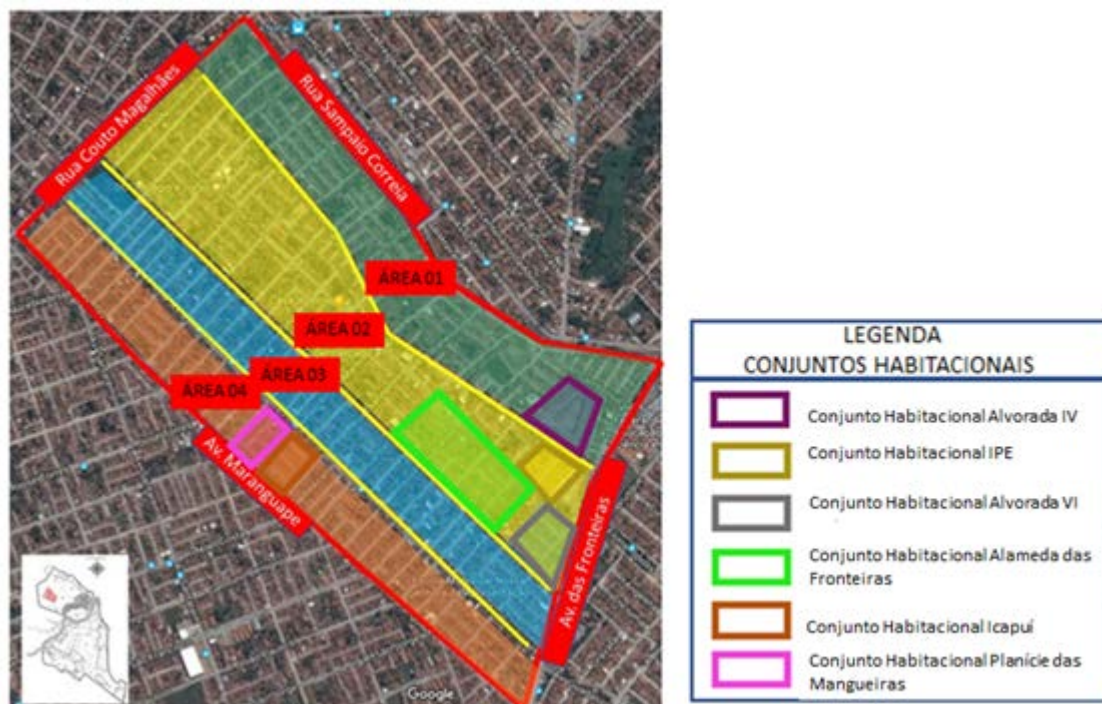 Rua Couto Magalhães
Rua Sampaio Correia
ÁREA 01
ÁREA 02
ÁREA 03
ÁREA 04
Av. Maranguape
Av. das Fronteiras
Google
LEGENDA
CONJUNTOS HABITACIONAIS
Conjunto Habitacional Alvorada IV
Conjunto Habitacional IPE
Conjunto Habitacional Alvorada VI
Conjunto Habitacional Alameda das
Fronteiras
Conjunto Habitacional Icapuí
Conjunto Habitacional Planície das
Mangueiras